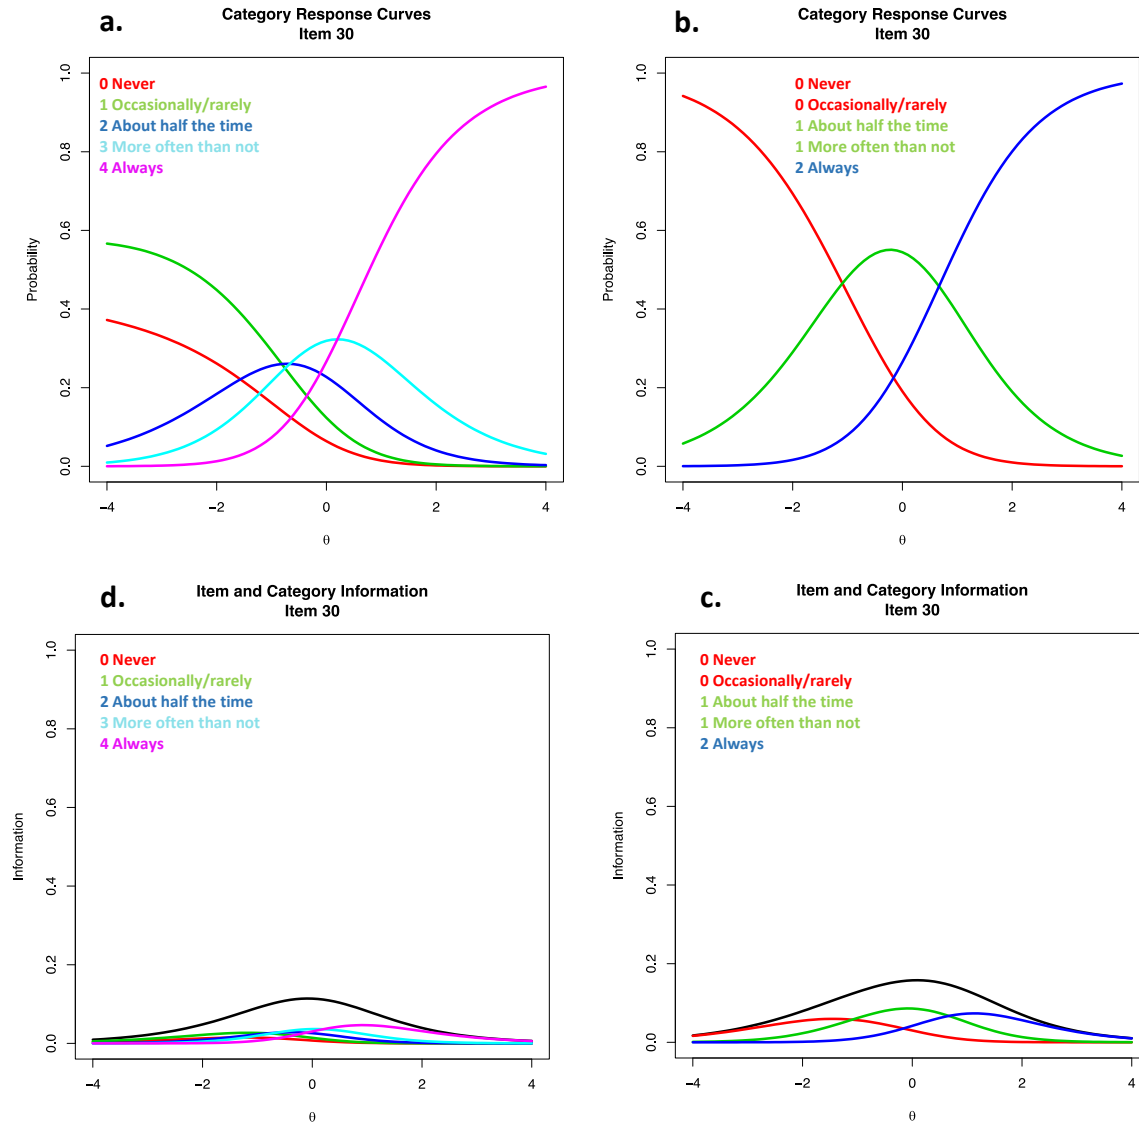 a.
Category Response Curves
Item 30
0 Never
1 Occasionally/rarely
2 About half the time
3 More often than not
4 Always
Probability
0.0 0.2 0.4 0.6 0.8 1.0
−4 −2 0 2 4
θ
b.
Category Response Curves
Item 30
0 Never
0 Occasionally/rarely
1 About half the time
1 More often than not
2 Always
Probability
0.0 0.2 0.4 0.6 0.8 1.0
−4 −2 0 2 4
θ
d.
Item and Category Information
Item 30
0 Never
1 Occasionally/rarely
2 About half the time
3 More often than not
4 Always
Information
0.0 0.2 0.4 0.6 0.8 1.0
−4 −2 0 2 4
θ
c.
Item and Category Information
Item 30
0 Never
0 Occasionally/rarely
1 About half the time
1 More often than not
2 Always
Information
0.0 0.2 0.4 0.6 0.8 1.0
−4 −2 0 2 4
θ